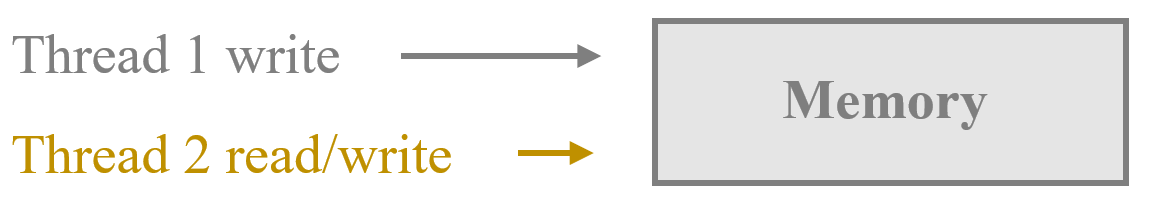 Thread 1 write
Memory
Thread 2 read/write